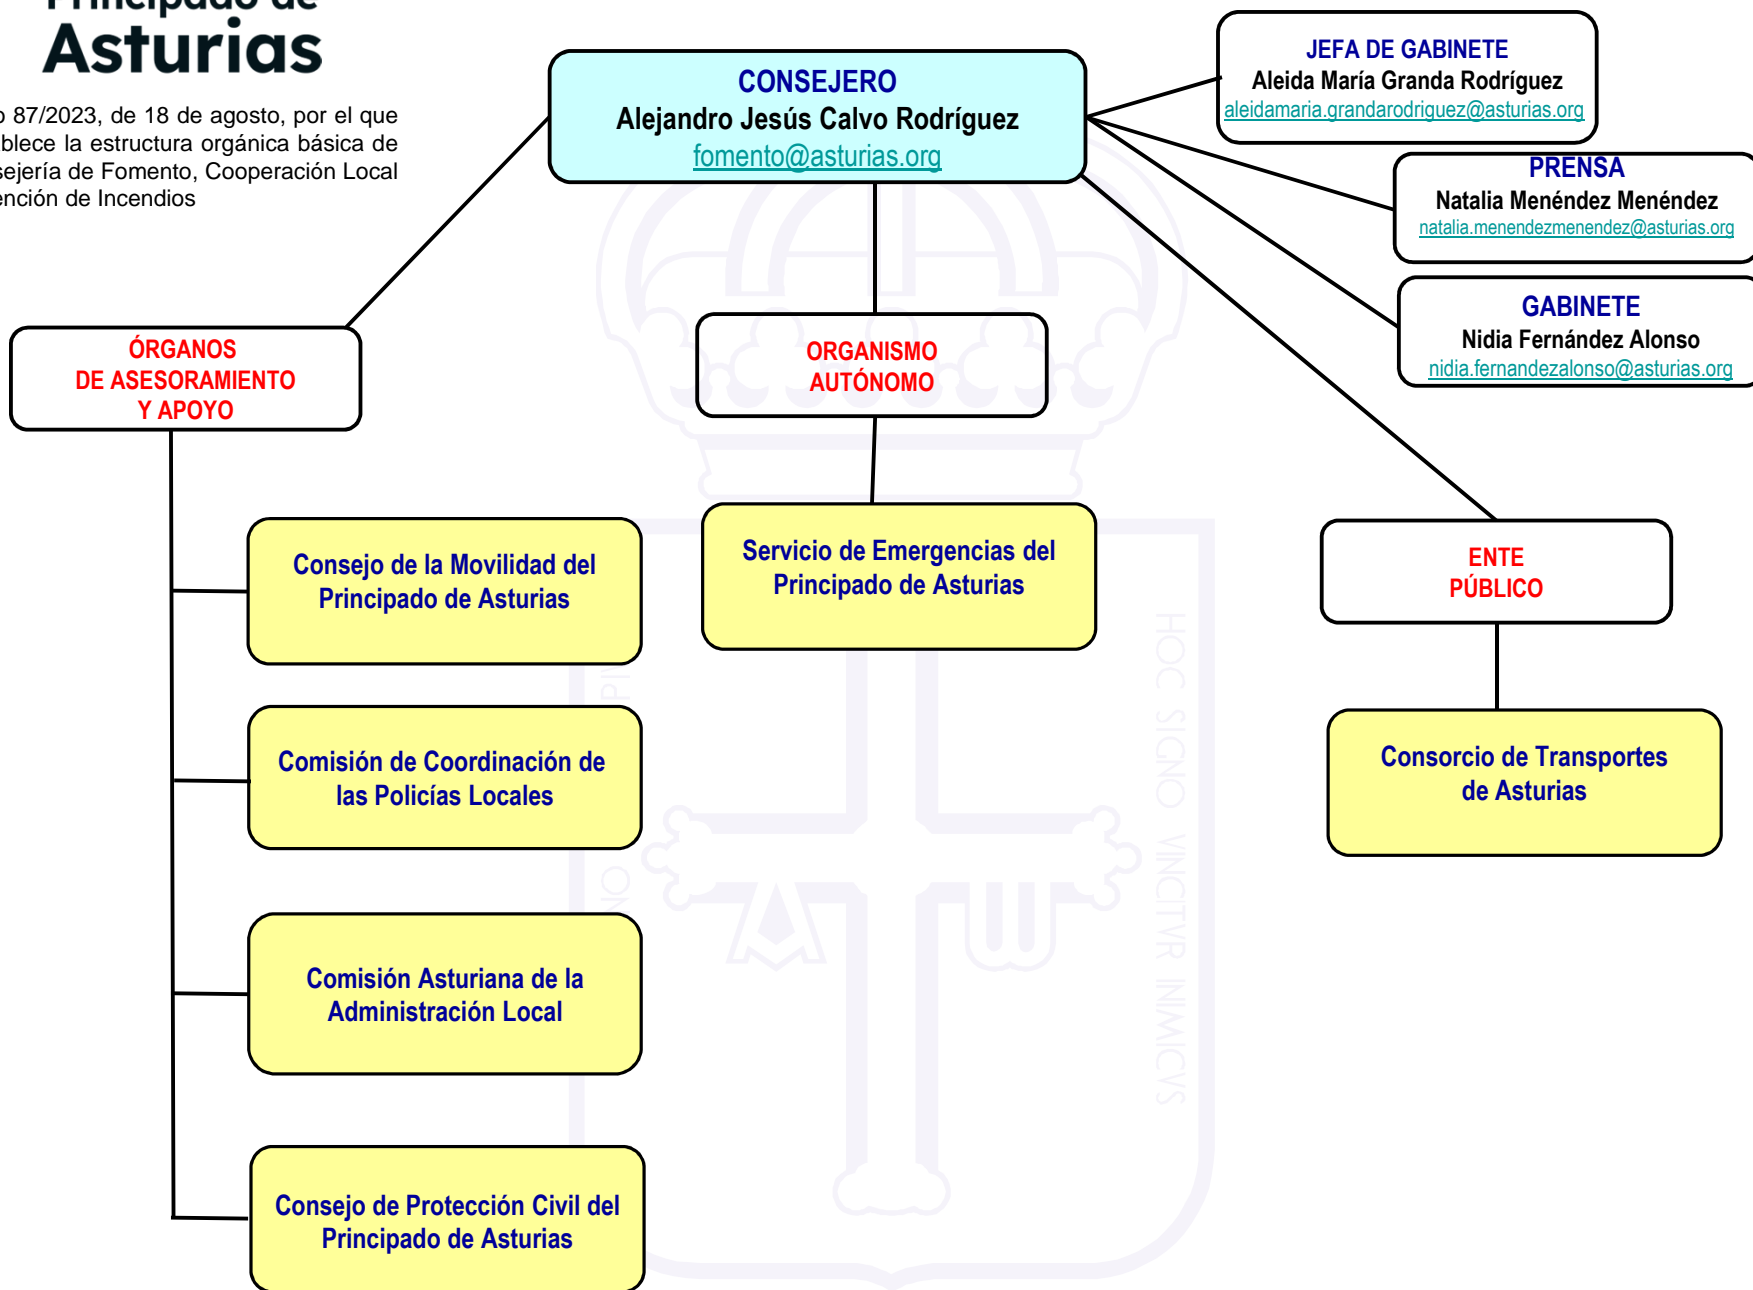 Principado de
Asturias
87/2023, de 18 de agosto, por el que
la estructura orgánica básica de
de Fomento, Cooperación Local
de Incendios
CONSEJERO
Alejandro Jesús Calvo Rodríguez
fomento@asturias.org
JEFA DE GABINETE
Aleida María Granda Rodríguez
aleidamaria.grandarodriguez@asturias.org
PRENSA
Natalia Menéndez Menéndez
natalia.menendezmenendez@asturias.org
GABINETE
Nidia Fernández Alonso
nidia.fernandezalonso@asturias.org
ÓRGANOS
DE ASESORAMIENTO
Y APOYO
ORGANISMO
AUTÓNOMO
ENTE
PÚBLICO
Consejo de la Movilidad del
Principado de Asturias
Servicio de Emergencias del
Principado de Asturias
Comisión de Coordinación de
las Policías Locales
Consorcio de Transportes
de Asturias
Comisión Asturiana de la
Administración Local
Consejo de Protección Civil del
Principado de Asturias
HOC SIGNO VINCITVR INIMICVS